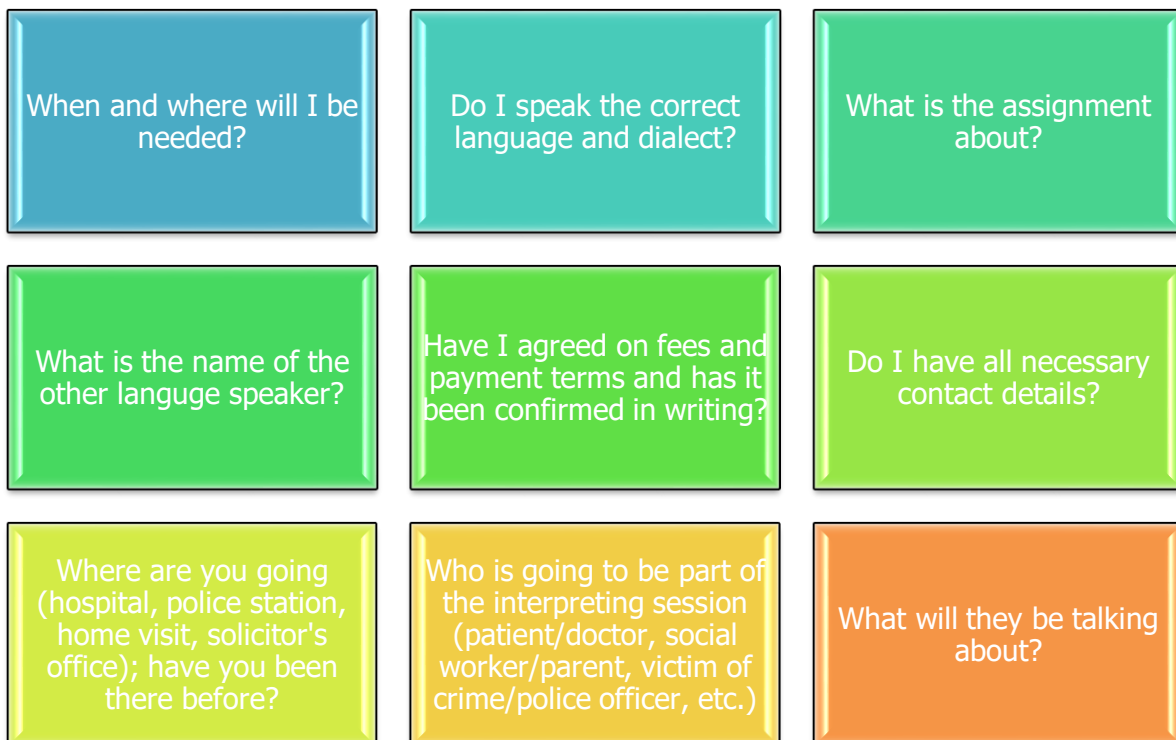 When and where will I be
needed?
Do I speak the correct
language and dialect?
What is the assignment
about?
What is the name of the
other languge speaker?
Have I agreed on fees and
payment terms and has it
been confirmed in writing?
Do I have all necessary
contact details?
Where are you going
(hospital, police station,
home visit, solicitor's
office); have you been
there before?
Who is going to be part of
the interpreting session
(patient/doctor, social
worker/parent, victim of
crime/police officer, etc.)
What will they be talking
about?